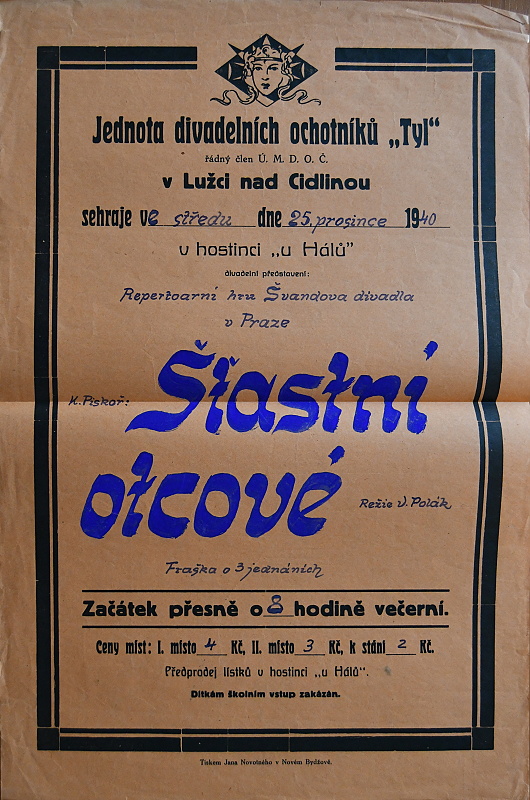 Jednota divadelních ochotníků „Tyl“
řádný člen Ú. M. D. O. Č.
v Lužci nad Cidlinou
sehraje ve středu dne 25. prosince 1940
v hostinci „u Hálů“
divadelní představení:
Repertoarní hru Švandova divadla
v Praze
K. Piskoř:
Šťastní
otcové
Režie V. Polák
Fraška o 3 jednáních
Začátek přesně o 8 hodině večerní.
Ceny míst: I. místo 4 Kč, II. místo 3 Kč, k stání 2 Kč.
Předprodej lístků v hostinci „u Hálů“.
Dítkám školním vstup zakázán.
Tiskem Jana Novotného v Novém Bydžově.